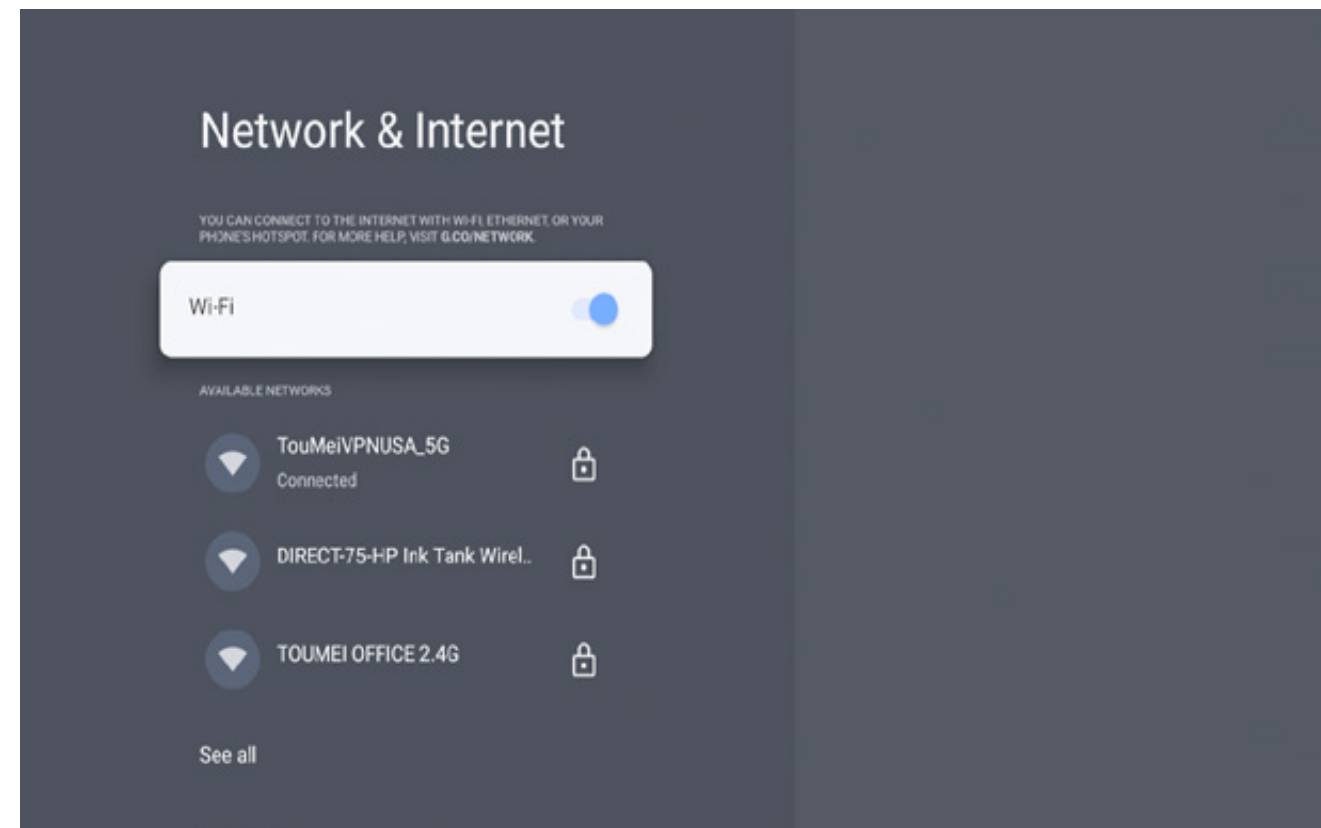 Network & Internet
YOU CAN CONNECT TO THE INTERNET WITH WI-FI, ETHERNET, OR YOUR
PHONE'S HOTSPOT. FOR MORE HELP, VISIT G.CO/NETWORK.
Wi-Fi
AVAILABLE NETWORKS
TouMeiVPNUSA_5G
Connected
DIRECT-75-HP Ink Tank Wirel..
TOUMEI OFFICE 2.4G
See all